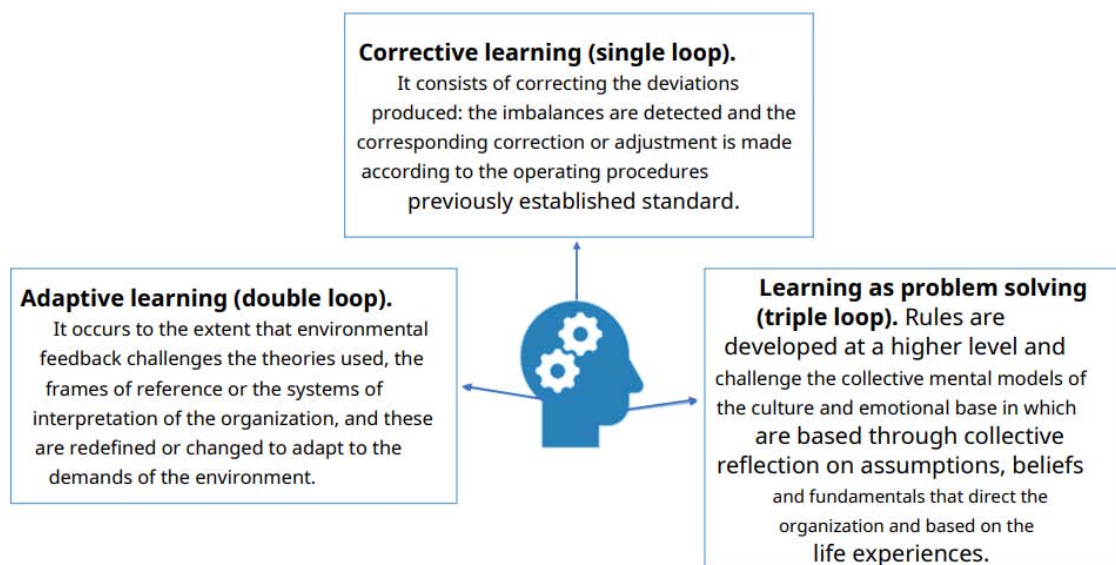 Corrective learning (single loop).
It consists of correcting the deviations
produced: the imbalances are detected and the
corresponding correction or adjustment is made
according to the operating procedures
previously established standard.
Adaptive learning (double loop).
It occurs to the extent that environmental
feedback challenges the theories used, the
frames of reference or the systems of
interpretation of the organization, and these
are redefined or changed to adapt to the
demands of the environment.
Learning as problem solving
(triple loop). Rules are
developed at a higher level and
challenge the collective mental models of
the culture and emotional base in which
are based through collective
reflection on assumptions, beliefs
and fundamentals that direct the
organization and based on the
life experiences.